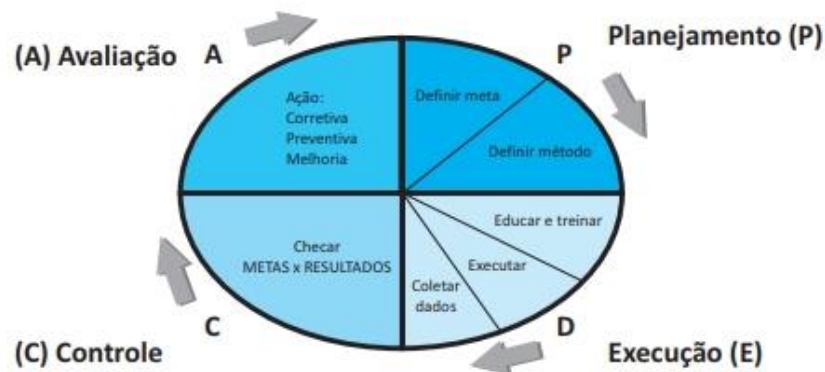 (A) Avaliação
A
P
Planejamento (P)
Ação:
Corretiva
Preventiva
Melhoria
Definir meta
Definir método
Educar e treinar
Executar
Coletar
dados
Checar
METAS x RESULTADOS
(C) Controle
C
D
Execução (E)